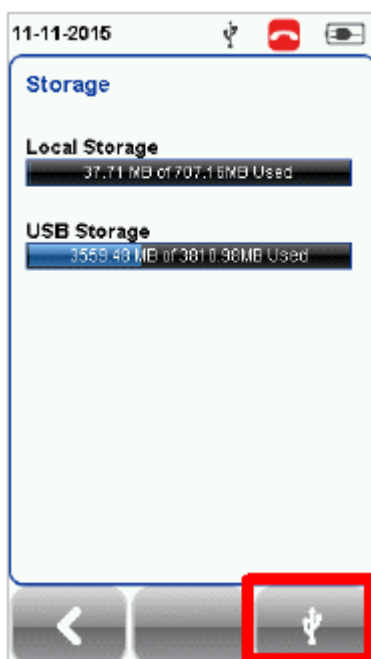 11-11-2015
Storage
Local Storage
37.71 MB of 707.16MB Used
USB Storage
3559.48 MB of 3810.98MB Used